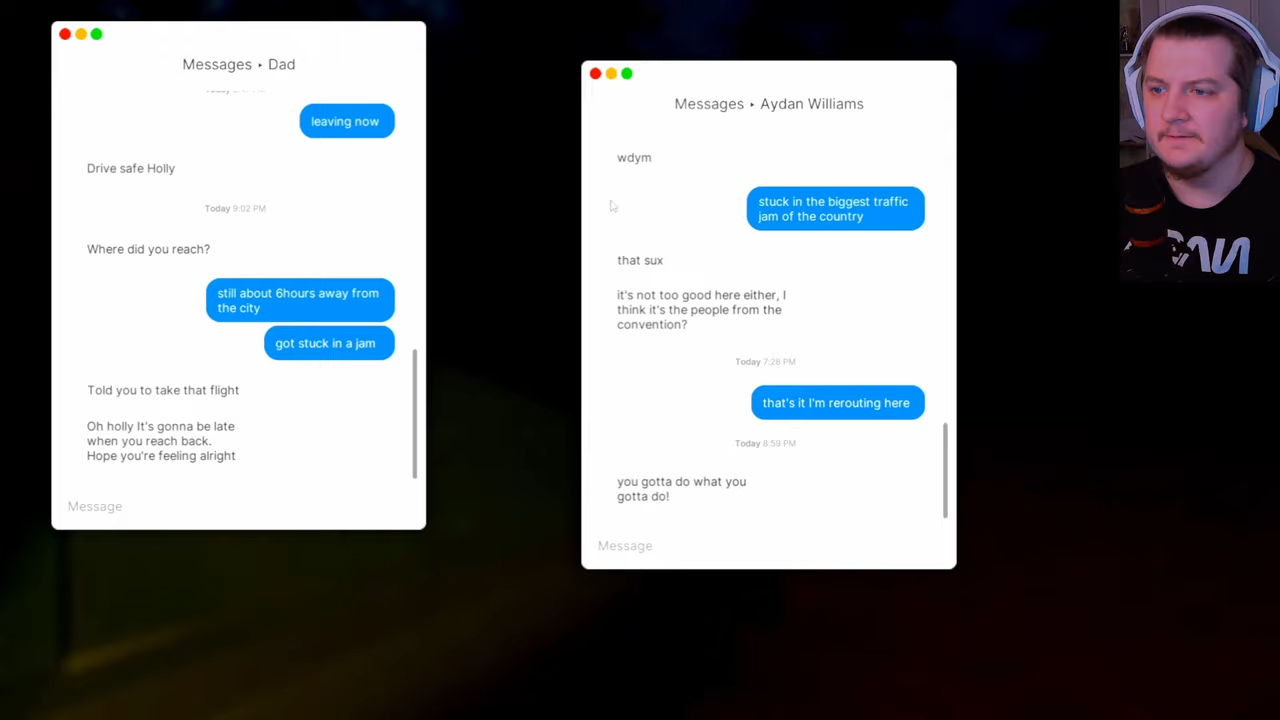 Messages ▸ Dad
leaving now
Drive safe Holly
Today 9:02 PM
Where did you reach?
still about 6hours away from
the city
got stuck in a jam
Told you to take that flight
Oh holly It's gonna be late
when you reach back.
Hope you're feeling alright
Message
Messages ▸ Aydan Williams
wdym
stuck in the biggest traffic
jam of the country
that sux
it's not too good here either, I
think it's the people from the
convention?
Today 7:28 PM
that's it I'm rerouting here
Today 8:59 PM
you gotta do what you
gotta do!
Message